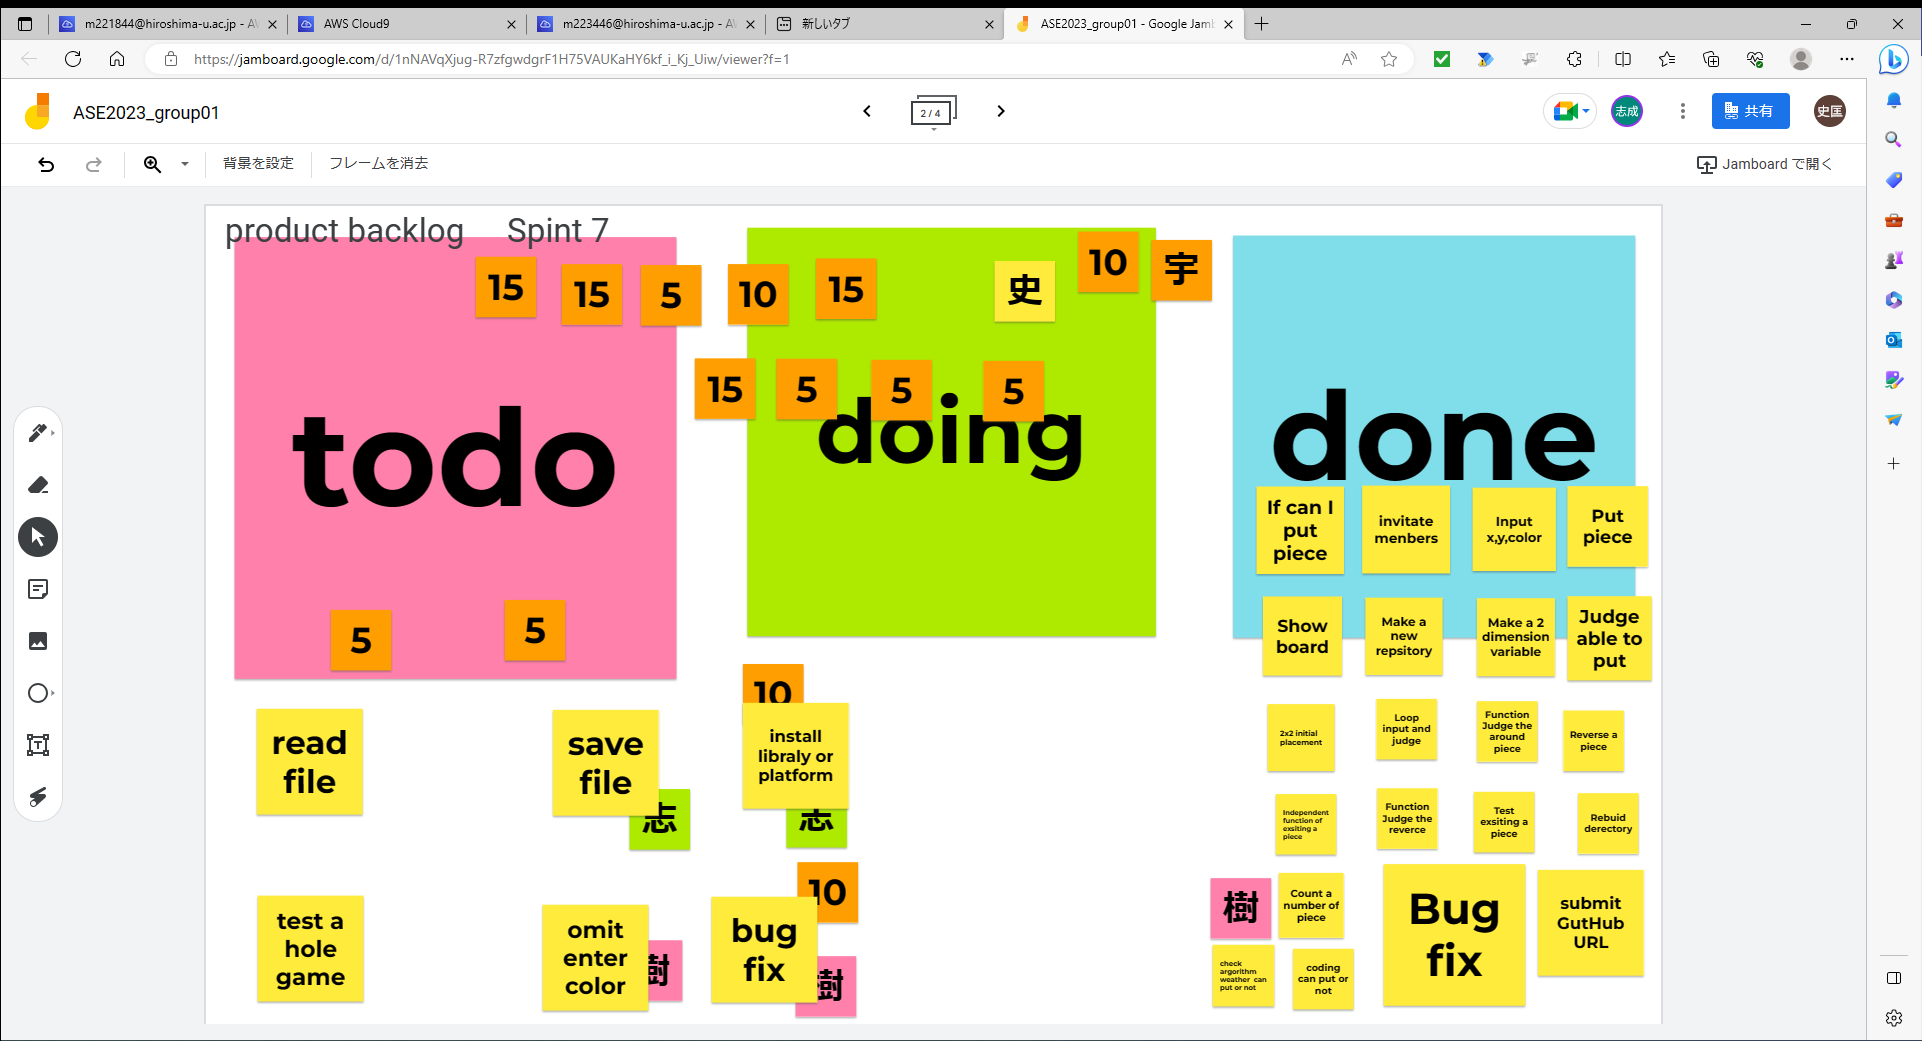 m221844@hiroshima-u.ac.jp - AW
AWS Cloud9
m223446@hiroshima-u.ac.jp - AW
新しいタブ
ASE2023_group01 - Google Jamb
https://jamboard.google.com/d/1nNAVqXjug-R7zfgwdgrF1H75VAUKaHY6kf_i_Kj_Uiw/viewer?f=1
ASE2023_group01
2 / 4
志成
共有
史匡
背景を設定
フレームを消去
Jamboard で開く
product backlog
Spint 7
15
15
5
10
15
史
10
宇
15
5
5
5
todo
doing
done
5
5
10
read
file
save
file
志
install
libraly or
platform
志
test a
hole
game
omit
enter
color
樹
10
bug
fix
樹
If can I
put
piece
invitate
menbers
Input
x,y,color
Put
piece
Show
board
Make a
new
repsitory
Make a 2
dimension
variable
Judge
able to
put
2x2 initial
placement
Loop
input and
judge
Function
Judge the
around
piece
Reverse a
piece
Independent
function of
exsiting a
piece
Function
Judge the
reverce
Test
exsiting a
piece
Rebuid
derectory
樹
Count a
number of
piece
Bug
fix
submit
GutHub
URL
check
argorithm
weather can
put or not
coding
can put or
not